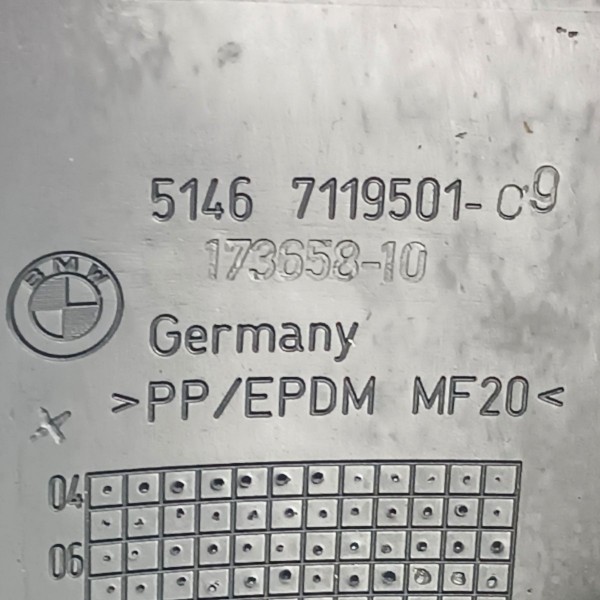 5146 7119501-09
173658-10
BMW
Germany
>PP/EPDM MF20<
04
06